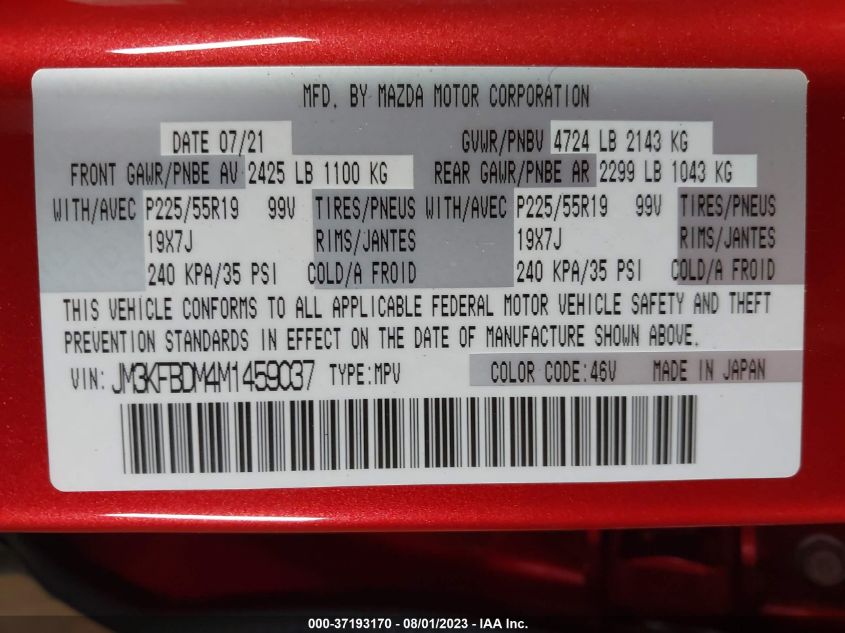 MFD. BY MAZDA MOTOR CORPORATION
DATE 07/21 GVWR/PNBV 4724 LB 2143 KG
FRONT GAWR/PNBE AV 2425 LB 1100 KG REAR GAWR/PNBE AR 2299 LB 1043 KG
WITH/AVEC P225/55R19 99V TIRES/PNEUS WITH/AVEC P225/55R19 99V TIRES/PNEUS
19X7J RIMS/JANTES 19X7J RIMS/JANTES
240 KPA/35 PSI COLD/A FROID 240 KPA/35 PSI COLD/A FROID
THIS VEHICLE CONFORMS TO ALL APPLICABLE FEDERAL MOTOR VEHICLE SAFETY AND THEFT
PREVENTION STANDARDS IN EFFECT ON THE DATE OF MANUFACTURE SHOWN ABOVE.
VIN: JM3KFBDM4M1459037 TYPE:MPV COLOR CODE:46V MADE IN JAPAN
000-37193170 - 08/01/2023 - IAA Inc.